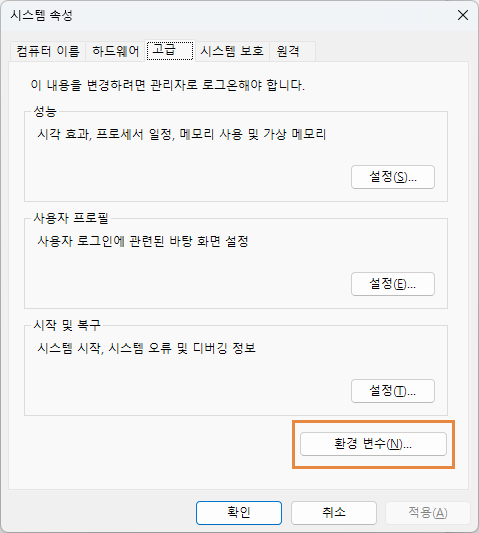 시스템 속성
컴퓨터 이름 하드웨어 고급 시스템 보호 원격
이 내용을 변경하려면 관리자로 로그온해야 합니다.
성능
시각 효과, 프로세서 일정, 메모리 사용 및 가상 메모리
설정(S)...
사용자 프로필
사용자 로그인에 관련된 바탕 화면 설정
설정(E)...
시작 및 복구
시스템 시작, 시스템 오류 및 디버깅 정보
설정(T)...
환경 변수(N)...
확인 취소 적용(A)